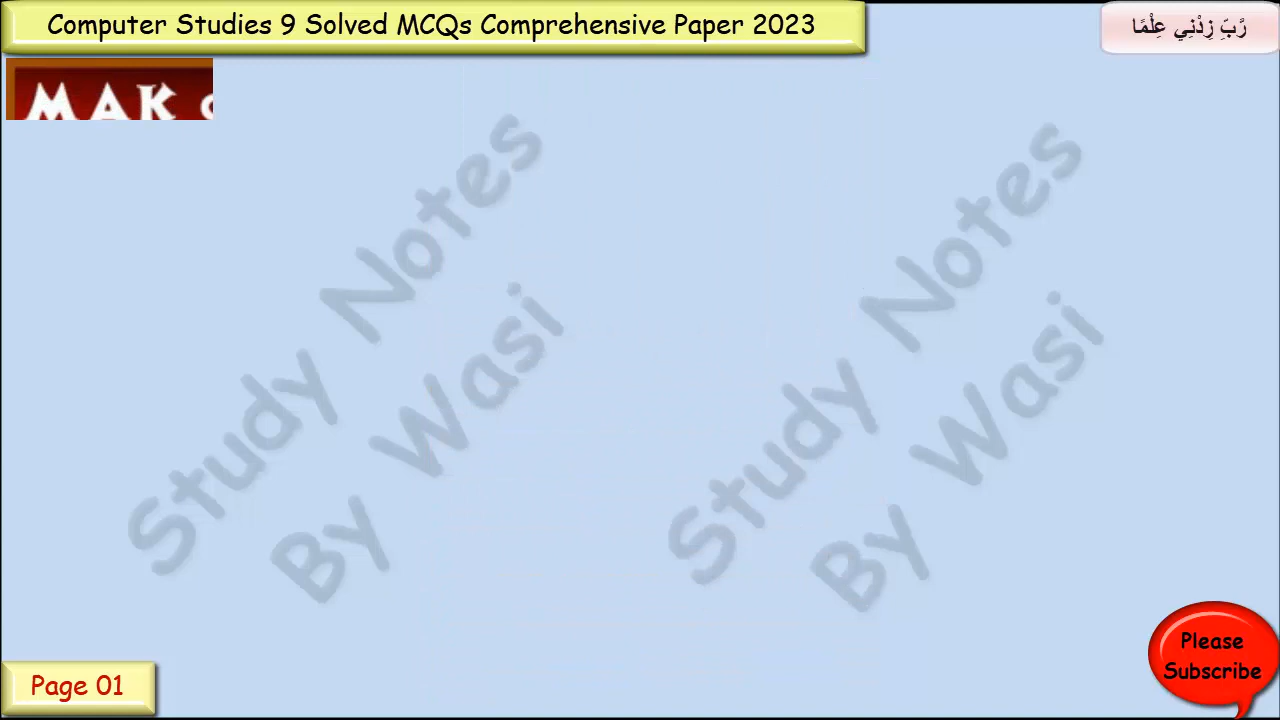 Computer Studies 9 Solved MCQs Comprehensive Paper 2023
رَّبِّ زِدْنِي عِلْمًا
MAK
Study Notes
By Wasi
Study Notes
By Wasi
Please
Subscribe
Page 01